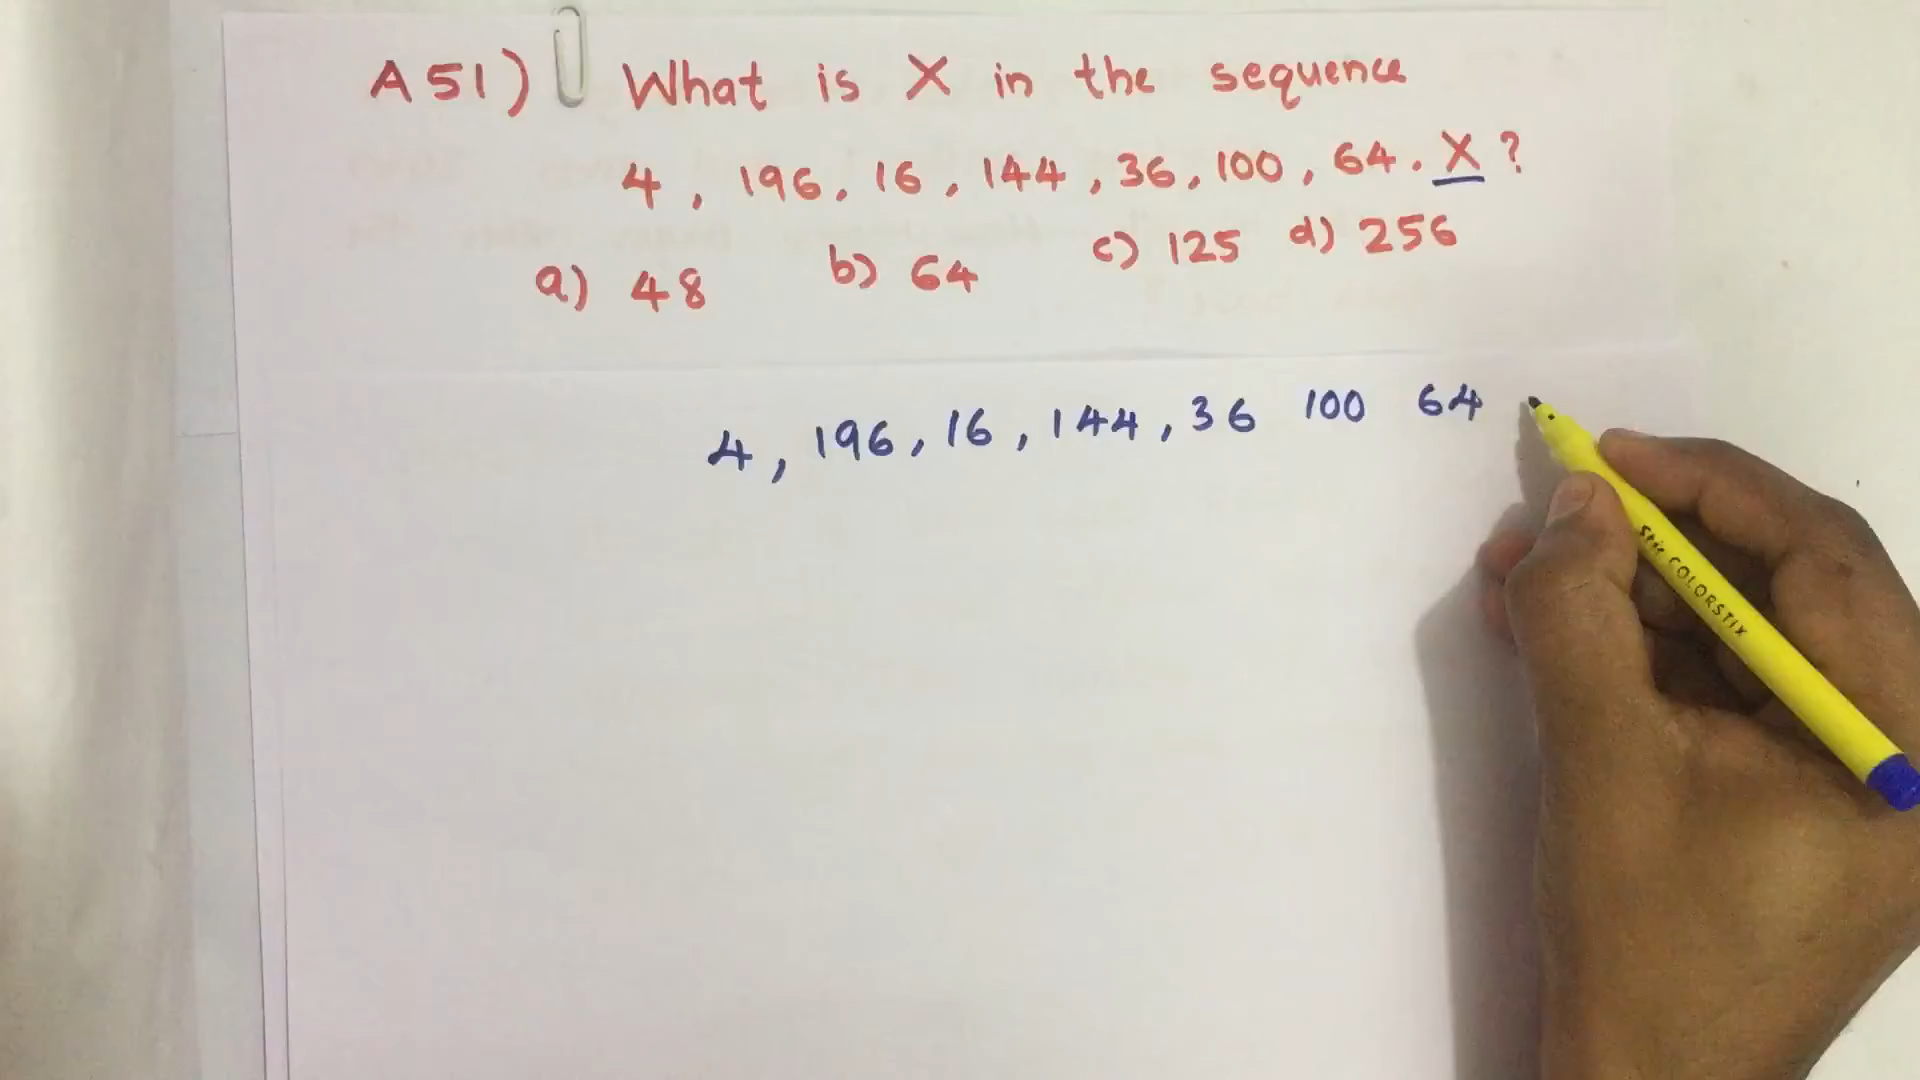 A51) What is X in the sequence
4, 196, 16, 144, 36, 100, 64. X ?
a) 48 b) 64 c) 125 d) 256
4, 196, 16, 144, 36 100 64
Stic COLORSTIX